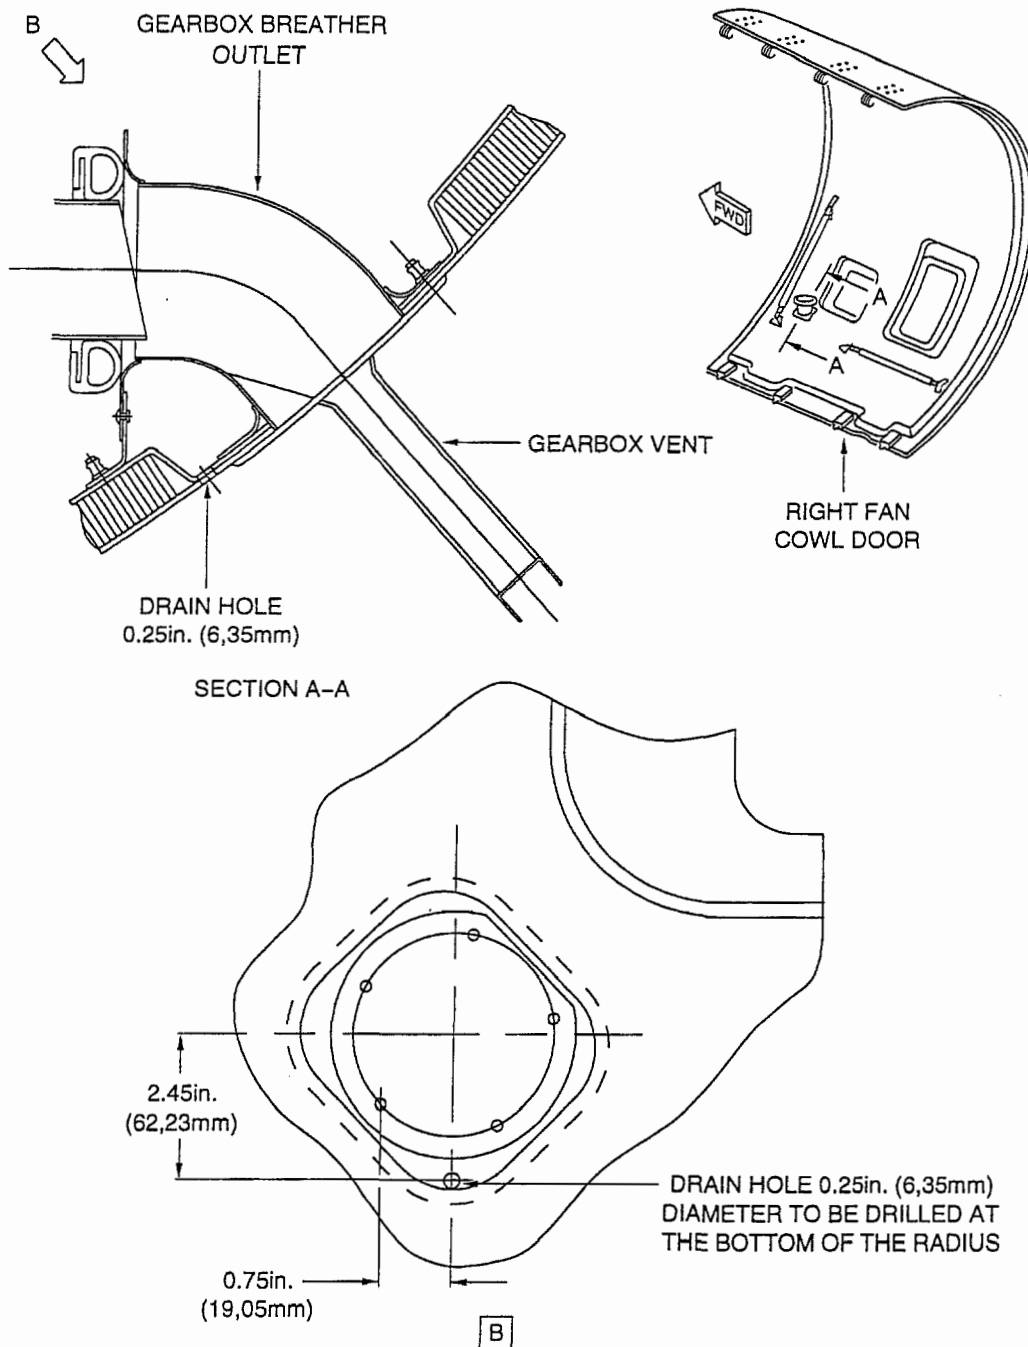 B
GEARBOX BREATHER
OUTLET
FWD
A
A
GEARBOX VENT
RIGHT FAN
COWL DOOR
DRAIN HOLE
0.25in. (6,35mm)
SECTION A–A
2.45in.
(62,23mm)
DRAIN HOLE 0.25in. (6,35mm)
DIAMETER TO BE DRILLED AT
THE BOTTOM OF THE RADIUS
0.75in.
(19,05mm)
B